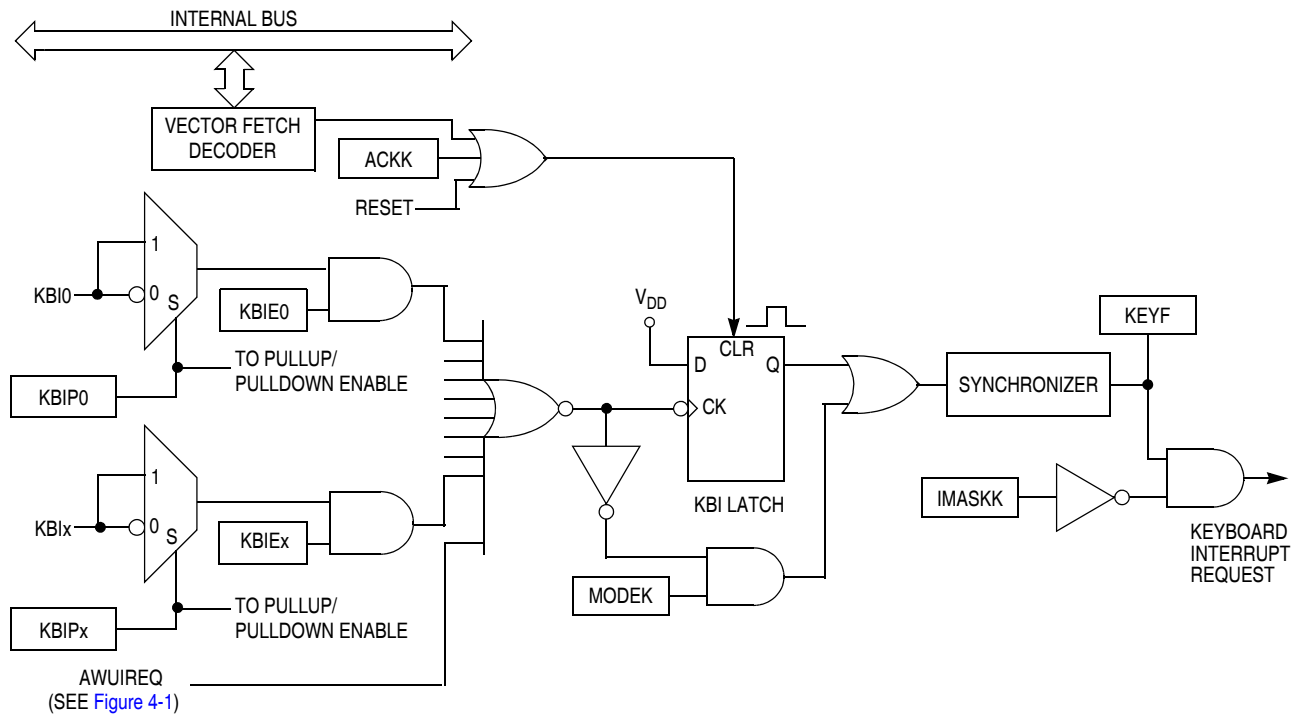 INTERNAL BUS
VECTOR FETCH
DECODER
ACKK
RESET
1
KBI0
0
S
KBIE0
TO PULLUP/
PULLDOWN ENABLE
KBIP0
VDD
CLR
D
Q
CK
KBI LATCH
SYNCHRONIZER
KEYF
IMASKK
KEYBOARD
INTERRUPT
REQUEST
1
KBIx
0
S
KBIEx
MODEK
TO PULLUP/
PULLDOWN ENABLE
KBIPx
AWUIREQ
(SEE Figure 4-1)